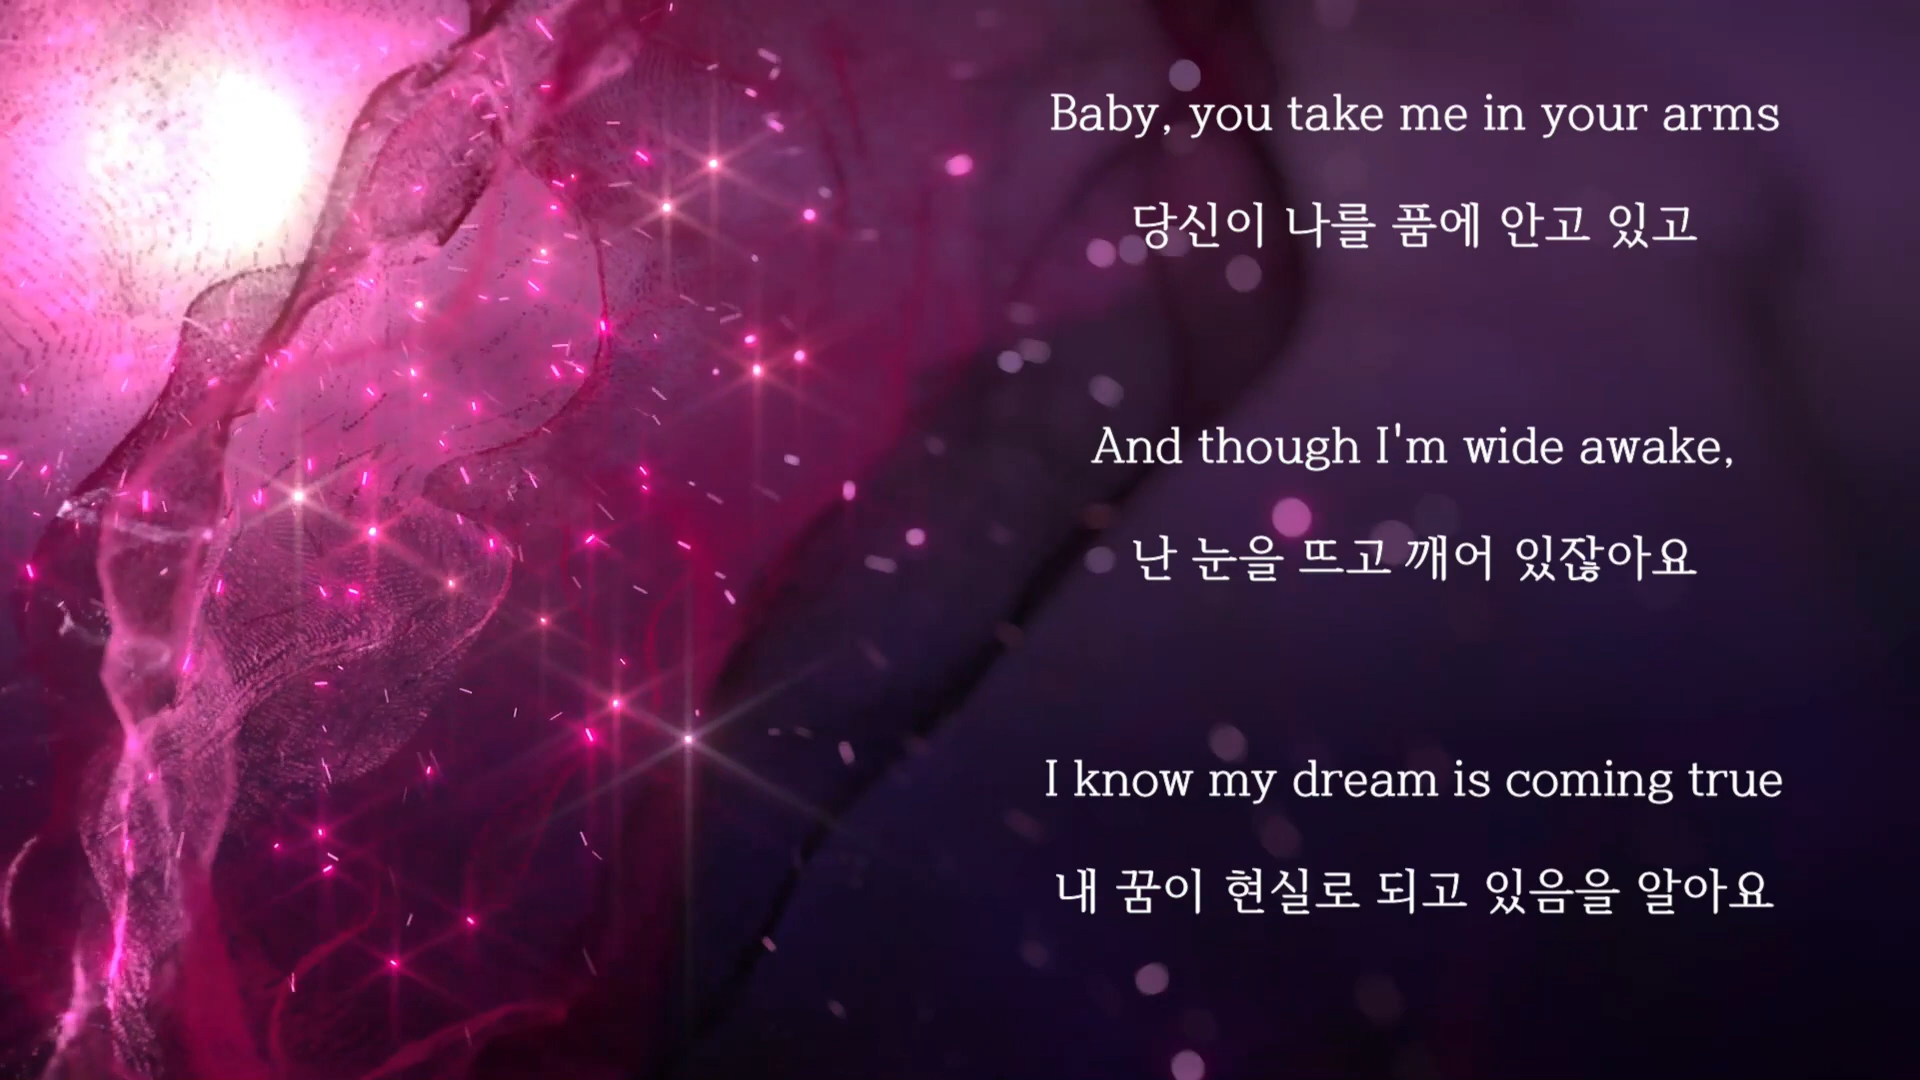 Baby, you take me in your arms
당신이 나를 품에 안고 있고
And though I'm wide awake,
난 눈을 뜨고 깨어 있잖아요
I know my dream is coming true
내 꿈이 현실로 되고 있음을 알아요